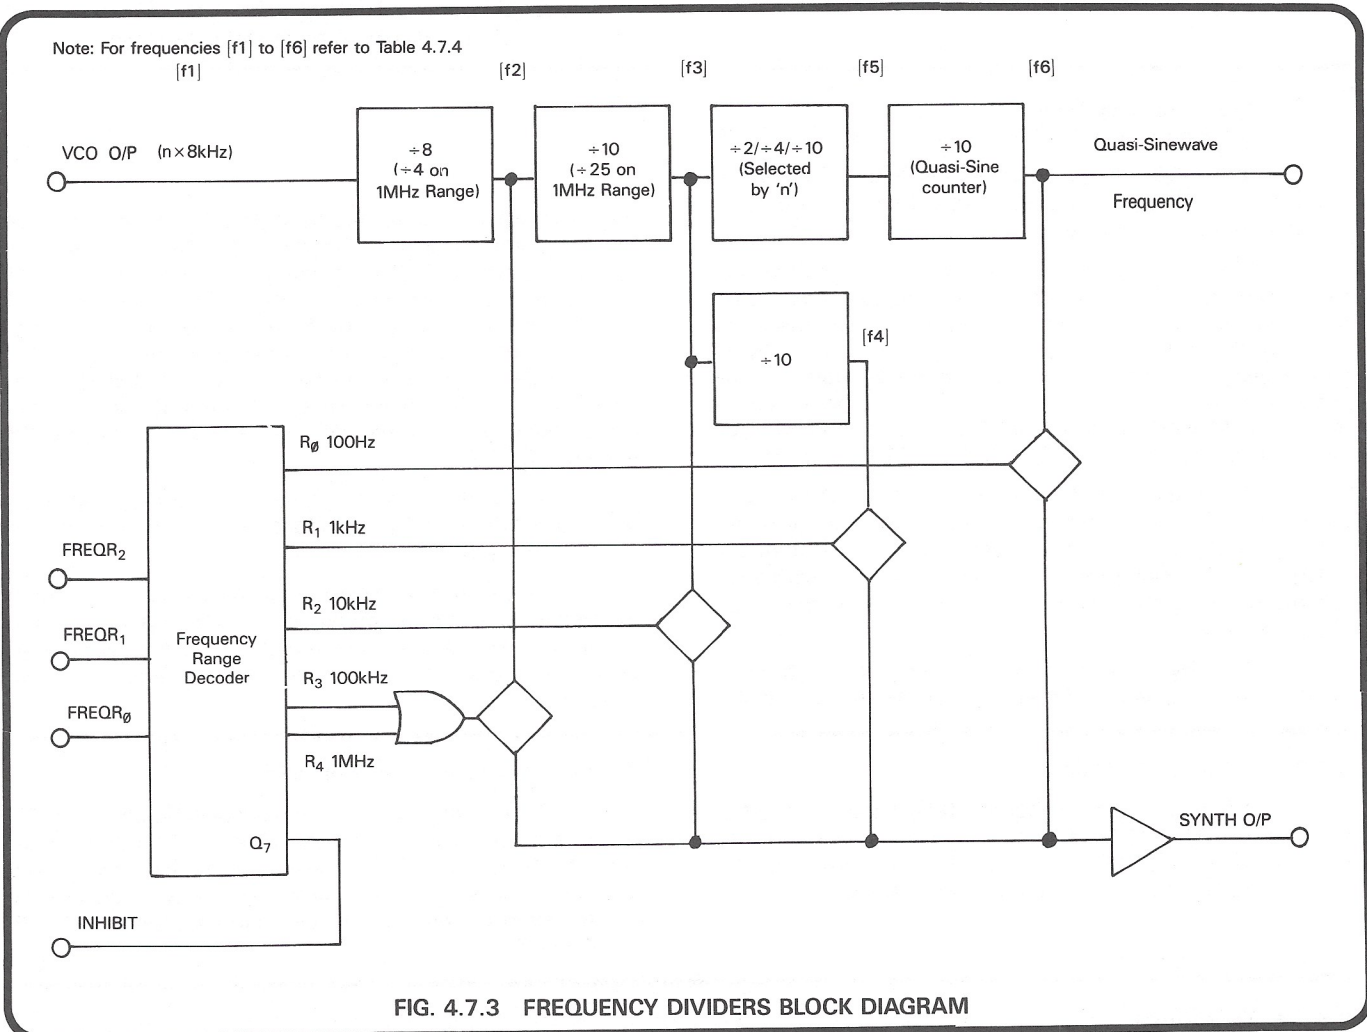 Note: For frequencies [f1] to [f6] refer to Table 4.7.4
[f1]
[f2]
[f3]
[f5]
[f6]
VCO O/P (n×8kHz)
÷8
(÷4 on
1MHz Range)
÷10
(÷25 on
1MHz Range)
÷2/÷4/÷10
(Selected
by 'n')
÷10
(Quasi-Sine
counter)
Quasi-Sinewave
Frequency
÷10
[f4]
RØ 100Hz
R1 1kHz
R2 10kHz
R3 100kHz
R4 1MHz
FREQR2
FREQR1
FREQRØ
Frequency
Range
Decoder
Q7
INHIBIT
SYNTH O/P
FIG. 4.7.3 FREQUENCY DIVIDERS BLOCK DIAGRAM